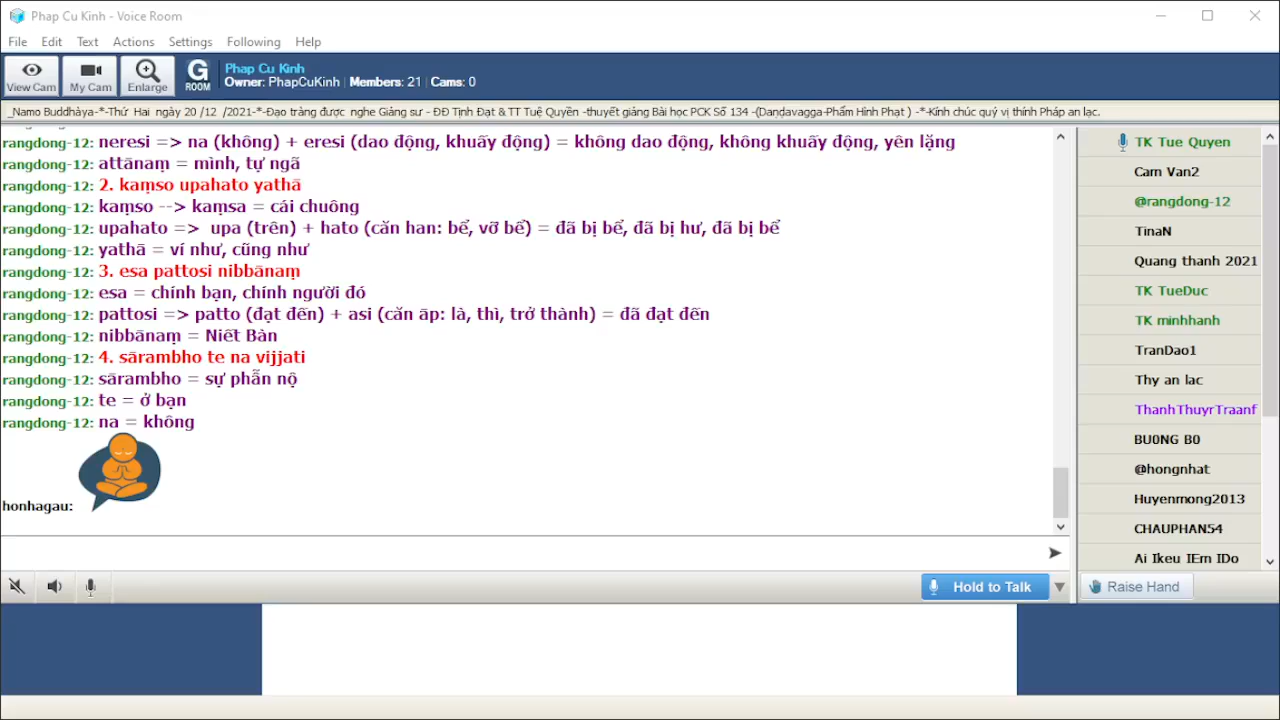 Phap Cu Kinh - Voice Room
File Edit Text Actions Settings Following Help
View Cam My Cam Enlarge G ROOM Phap Cu Kinh
Owner: PhapCuKinh | Members: 21 | Cams: 0
_Namo Buddhàya-*-Thứ Hai ngày 20 /12 /2021-*-Đạo tràng được nghe Giảng sư - ĐĐ Tịnh Đạt & TT Tuệ Quyền -thuyết giảng Bài học PCK Số 134 -(Daṇḍavagga-Phẩm Hình Phạt ) -*-Kính chúc quý vị thính Pháp an lạc.
rangdong-12: neresi => na (không) + eresi (dao động, khuấy động) = không dao động, không khuấy động, yên lặng
rangdong-12: attānaṃ = mình, tự ngã
rangdong-12: 2. kaṃso upahato yathā
rangdong-12: kaṃso --> kaṃsa = cái chuông
rangdong-12: upahato => upa (trên) + hato (căn han: bể, vỡ bể) = đã bị bể, đã bị hư, đã bị bể
rangdong-12: yathā = ví như, cũng như
rangdong-12: 3. esa pattosi nibbānaṃ
rangdong-12: esa = chính bạn, chính người đó
rangdong-12: pattosi => patto (đạt đến) + asi (căn āp: là, thì, trở thành) = đã đạt đến
rangdong-12: nibbānaṃ = Niết Bàn
rangdong-12: 4. sārambho te na vijjati
rangdong-12: sārambho = sự phẫn nộ
rangdong-12: te = ở bạn
rangdong-12: na = không
honhagau:
TK Tue Quyen
Cam Van2
@rangdong-12
TinaN
Quang thanh 2021
TK TueDuc
TK minhhanh
TranDao1
Thy an lac
ThanhThuyrTraanf
BU0NG B0
@hongnhat
Huyenmong2013
CHAUPHAN54
Ai Ikeu IEm IDo
Hold to Talk
Raise Hand